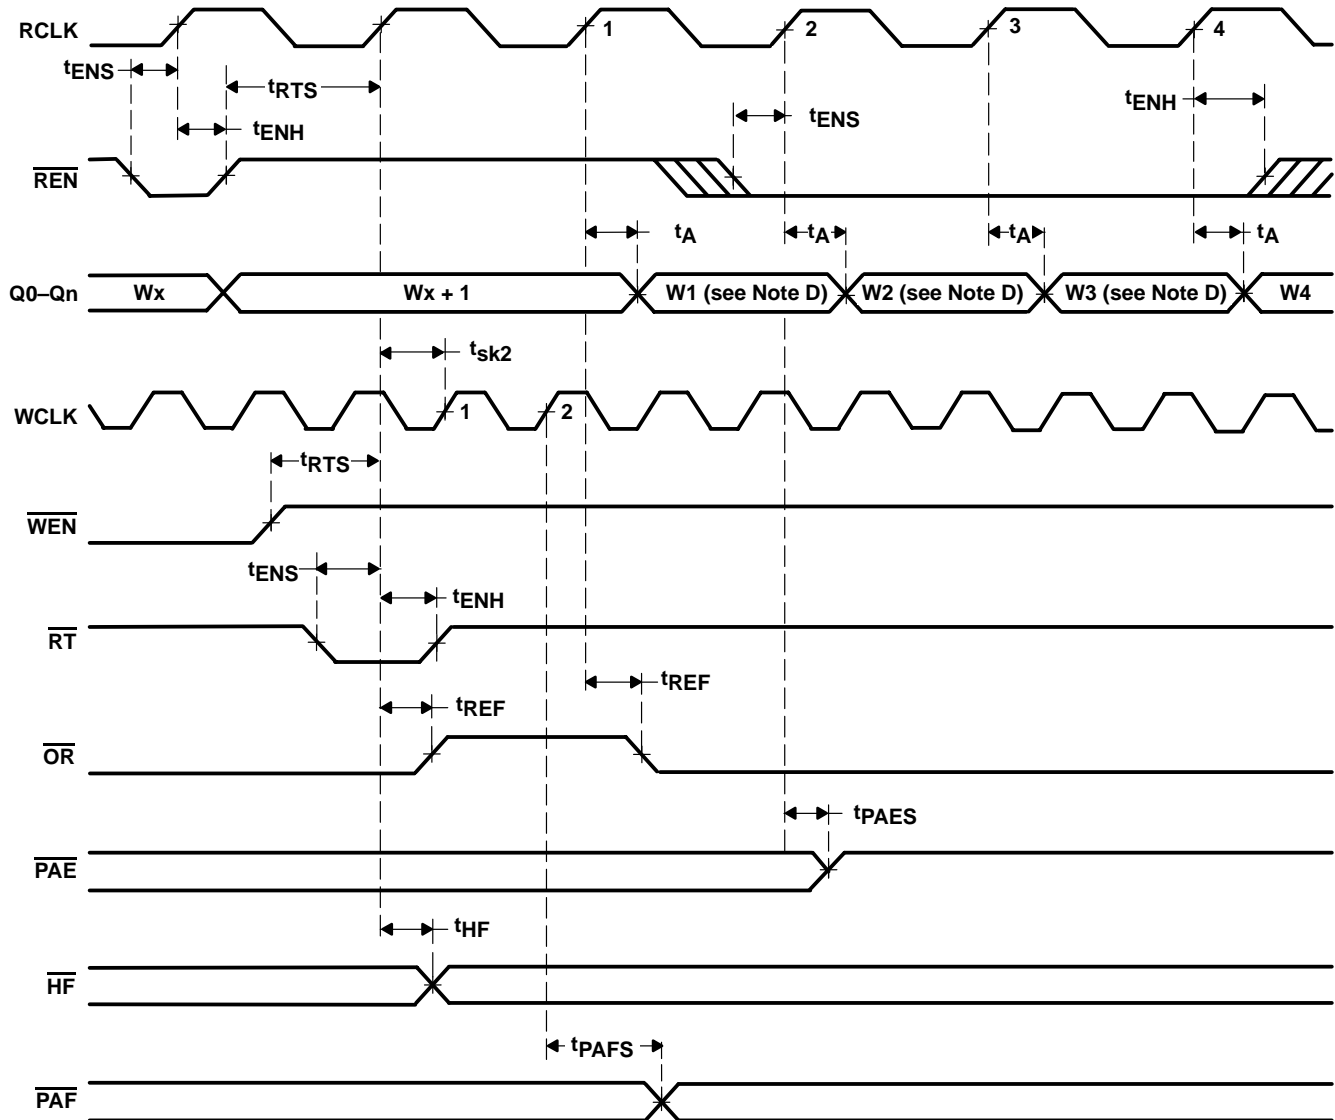 RCLK
1
2
3
4
tENS
tRTS
tENH
tENS
tENH
REN
tA
tA
tA
tA
Q0–Qn
Wx
Wx + 1
W1 (see Note D)
W2 (see Note D)
W3 (see Note D)
W4
tsk2
WCLK
1
2
tRTS
WEN
tENS
tENH
RT
tREF
tREF
OR
tPAES
PAE
tHF
HF
tPAFS
PAF